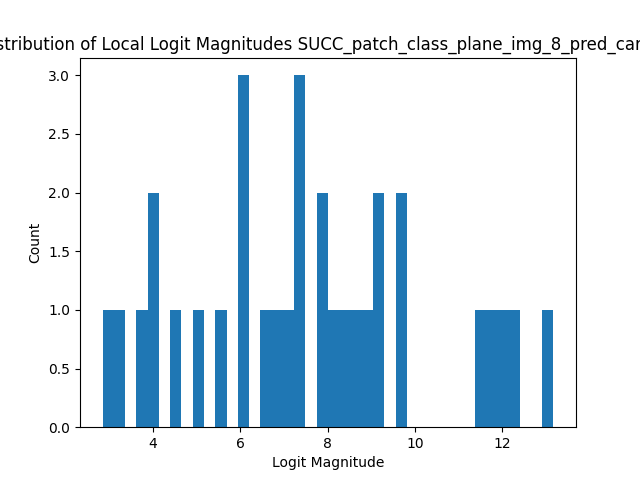 stribution of Local Logit Magnitudes SUCC_patch_class_plane_img_8_pred_car
3.0
2.5
2.0
1.5
1.0
0.5
0.0
Count
4 6 8 10 12
Logit Magnitude